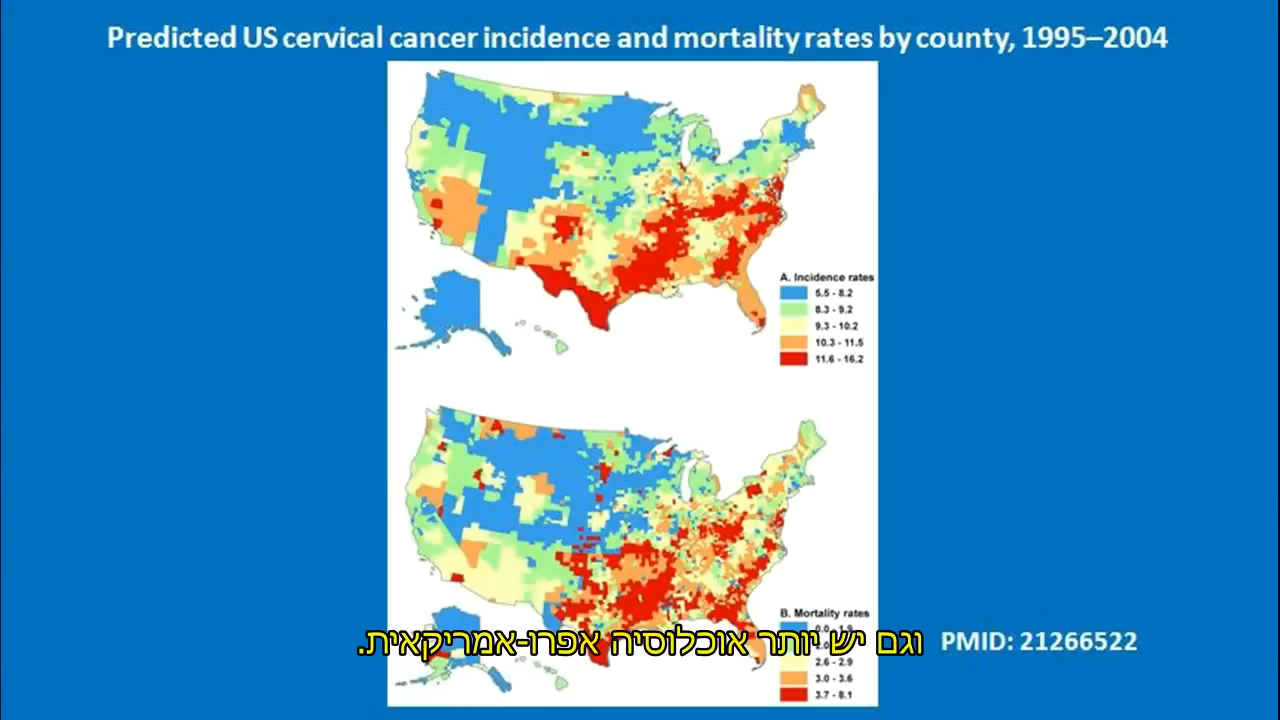 Predicted US cervical cancer incidence and mortality rates by county, 1995–2004
A. Incidence rates
5.5 - 8.2
8.3 - 9.2
9.3 - 10.2
10.3 - 11.5
11.6 - 16.2
B. Mortality rates
2.6 - 2.9
3.0 - 3.6
3.7 - 8.1
וגם יש יותר אוכלוסיה אפרו-אמריקאית.
PMID: 21266522